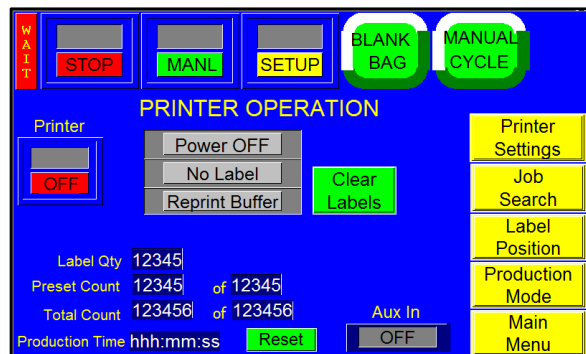 WAIT
STOP
MANL
SETUP
BLANK
BAG
MANUAL
CYCLE
PRINTER OPERATION
Printer
OFF
Power OFF
No Label
Reprint Buffer
Clear
Labels
Printer
Settings
Job
Search
Label
Position
Production
Mode
Main
Menu
Label Qty 12345
Preset Count 12345 of 12345
Total Count 123456 of 123456
Production Time hhh:mm:ss Reset
Aux In
OFF